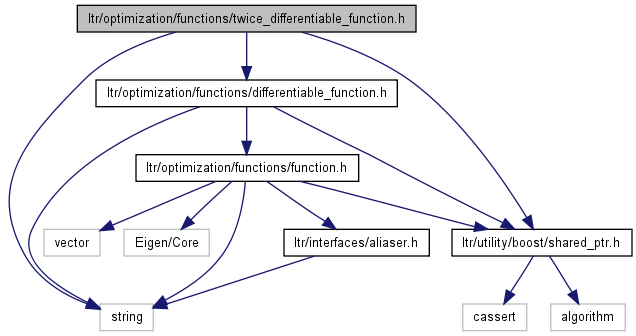 ltr/optimization/functions/twice_differentiable_function.h
ltr/optimization/functions/differentiable_function.h
ltr/optimization/functions/function.h
vector
Eigen/Core
ltr/interfaces/aliaser.h
ltr/utility/boost/shared_ptr.h
string
cassert
algorithm